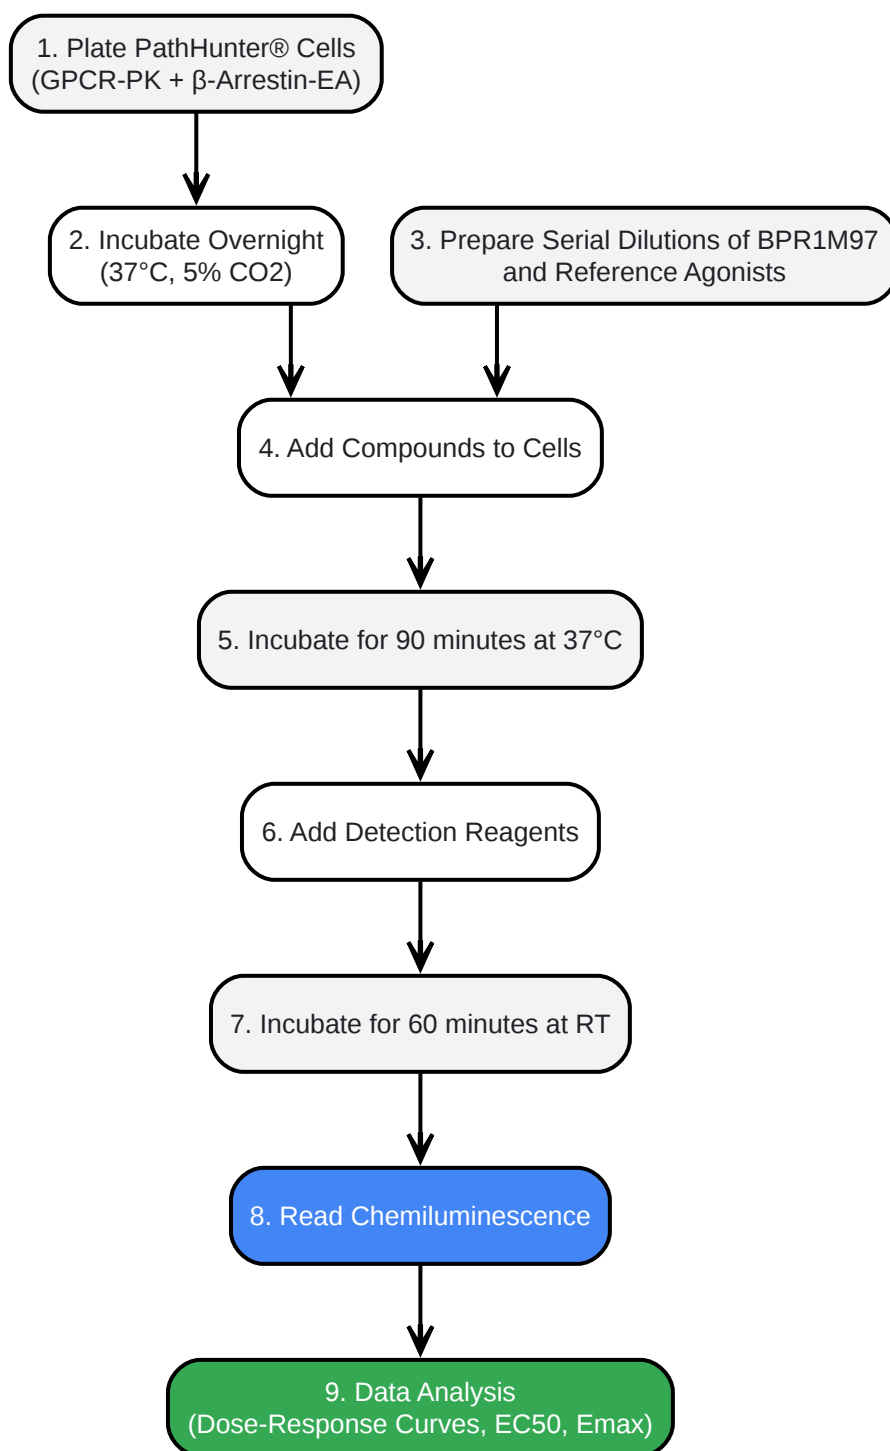 1. Plate PathHunter® Cells
(GPCR-PK + β-Arrestin-EA)
2. Incubate Overnight
(37°C, 5% CO2)
3. Prepare Serial Dilutions of BPR1M97
and Reference Agonists
4. Add Compounds to Cells
5. Incubate for 90 minutes at 37°C
6. Add Detection Reagents
7. Incubate for 60 minutes at RT
8. Read Chemiluminescence
9. Data Analysis
(Dose-Response Curves, EC50, Emax)